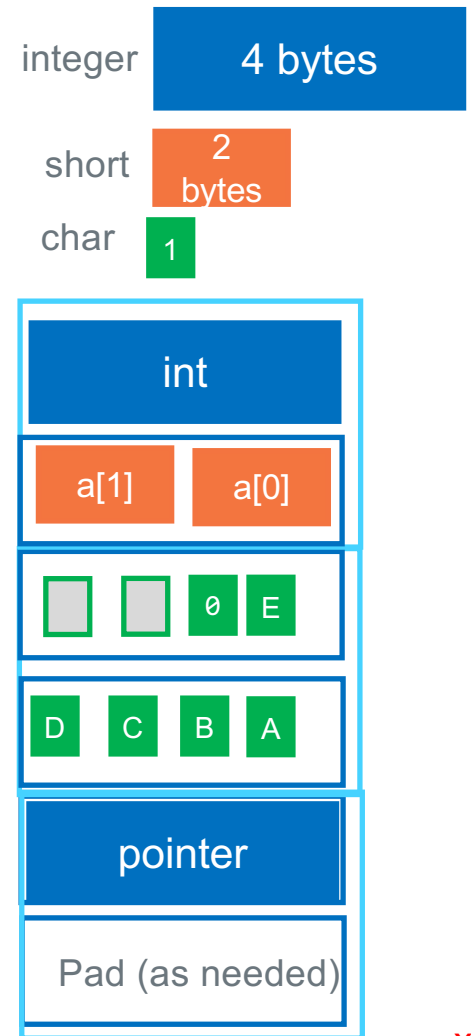 integer 4 bytes
short 2
bytes
char 1
int
a[1] a[0]
0 E
D C B A
pointer
Pad (as needed)